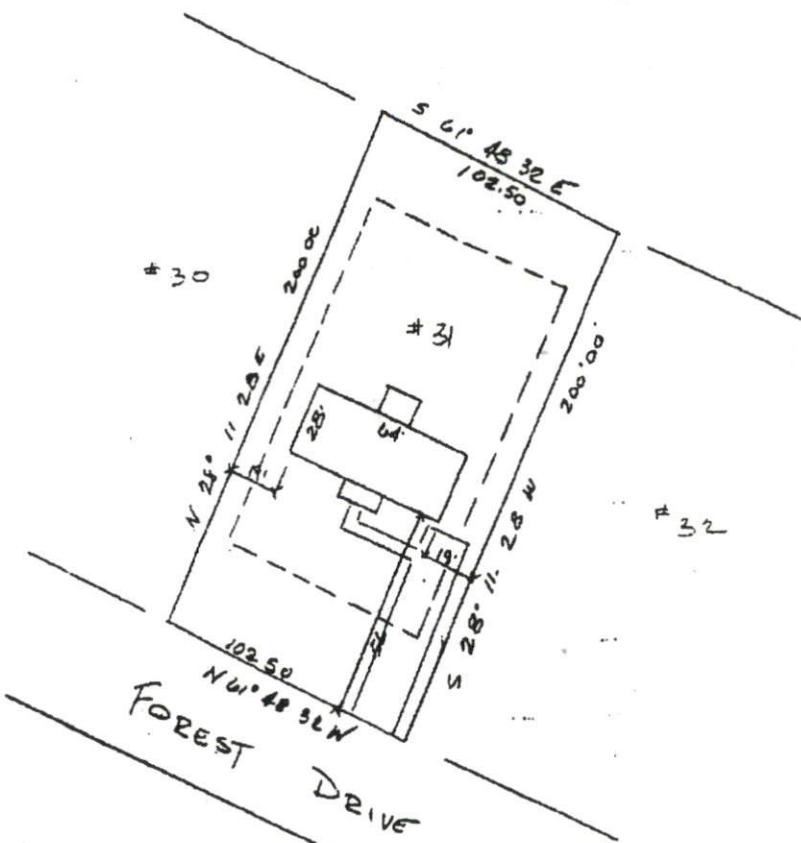 S 61° 48 32 E
102.50
# 30
200 00
# 31
200'00'
N 28° 11 28 E
28'
64'
# 32
19'
S 28° 11. 28 W
102 50
N 61° 48 32 W
FOREST DRIVE